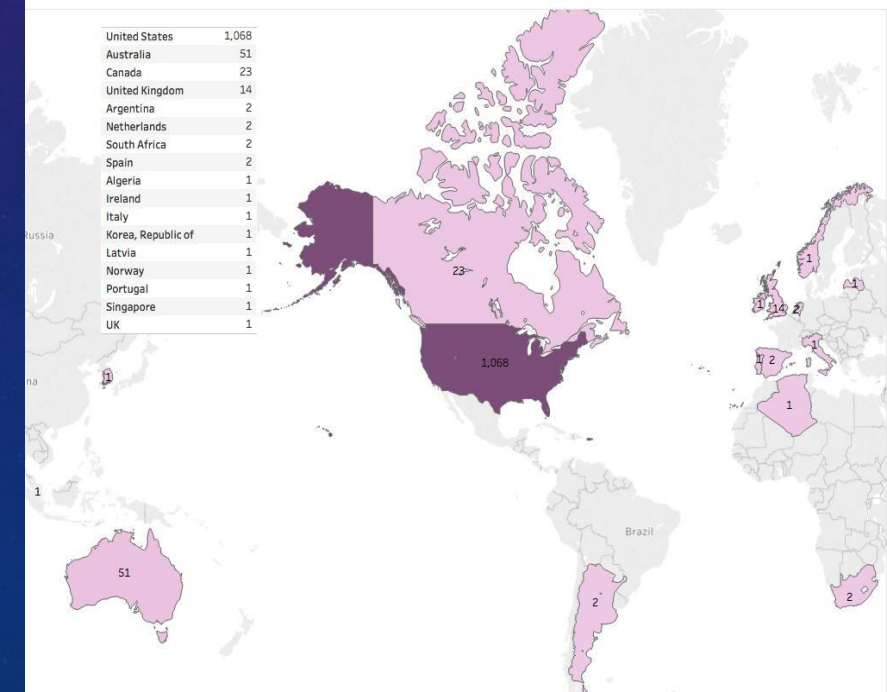 United States 1,068
Australia 51
Canada 23
United Kingdom 14
Argentina 2
Netherlands 2
South Africa 2
Spain 2
Algeria 1
Ireland 1
Italy 1
Korea, Republic of 1
Latvia 1
Norway 1
Portugal 1
Singapore 1
UK 1
Russia
23
1
1
1
14
2
1,068
1
1
2
na
1
1
1
Brazil
51
2
2